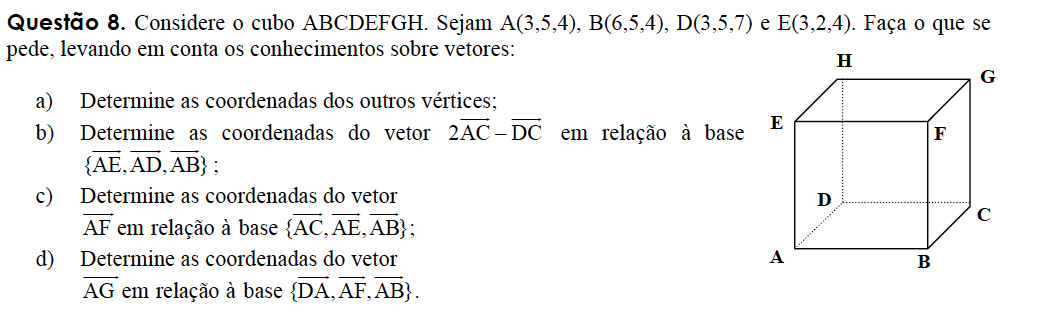 Questão 8. Considere o cubo ABCDEFGH. Sejam A(3,5,4), B(6,5,4), D(3,5,7) e E(3,2,4). Faça o que se
pede, levando em conta os conhecimentos sobre vetores:
a) Determine as coordenadas dos outros vértices;
b) Determine as coordenadas do vetor 2AC – DC em relação à base
{AE, AD, AB} ;
c) Determine as coordenadas do vetor
AF em relação à base {AC, AE, AB};
d) Determine as coordenadas do vetor
AG em relação à base {DA, AF, AB} .
H
G
E
F
D
C
A
B